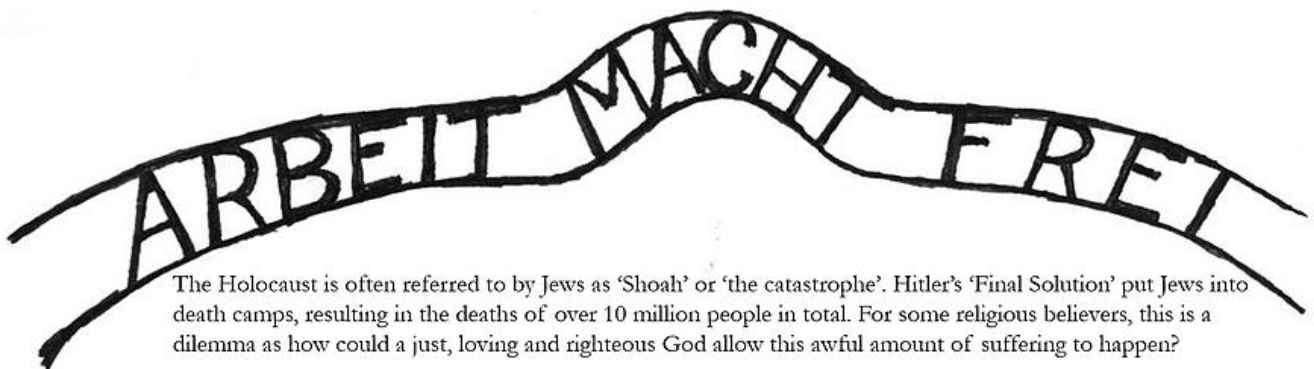 ARBEIT MACHT FREI
The Holocaust is often referred to by Jews as ‘Shoah’ or ‘the catastrophe’. Hitler’s ‘Final Solution’ put Jews into
death camps, resulting in the deaths of over 10 million people in total. For some religious believers, this is a
dilemma as how could a just, loving and righteous God allow this awful amount of suffering to happen?